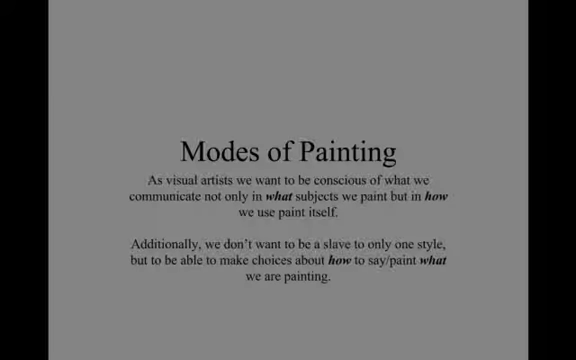 Modes of Painting
As visual artists we want to be conscious of what we
communicate not only in what subjects we paint but in how
we use paint itself.
Additionally, we don't want to be a slave to only one style,
but to be able to make choices about how to say/paint what
we are painting.